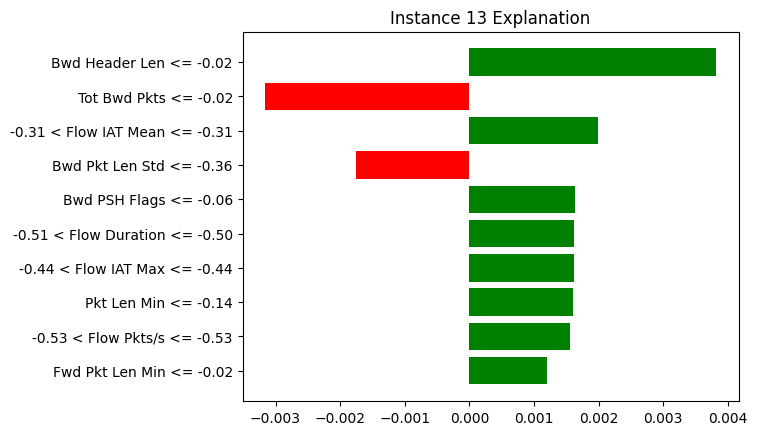 Instance 13 Explanation
Bwd Header Len <= -0.02
Tot Bwd Pkts <= -0.02
-0.31 < Flow IAT Mean <= -0.31
Bwd Pkt Len Std <= -0.36
Bwd PSH Flags <= -0.06
-0.51 < Flow Duration <= -0.50
-0.44 < Flow IAT Max <= -0.44
Pkt Len Min <= -0.14
-0.53 < Flow Pkts/s <= -0.53
Fwd Pkt Len Min <= -0.02
−0.003 −0.002 −0.001 0.000 0.001 0.002 0.003 0.004